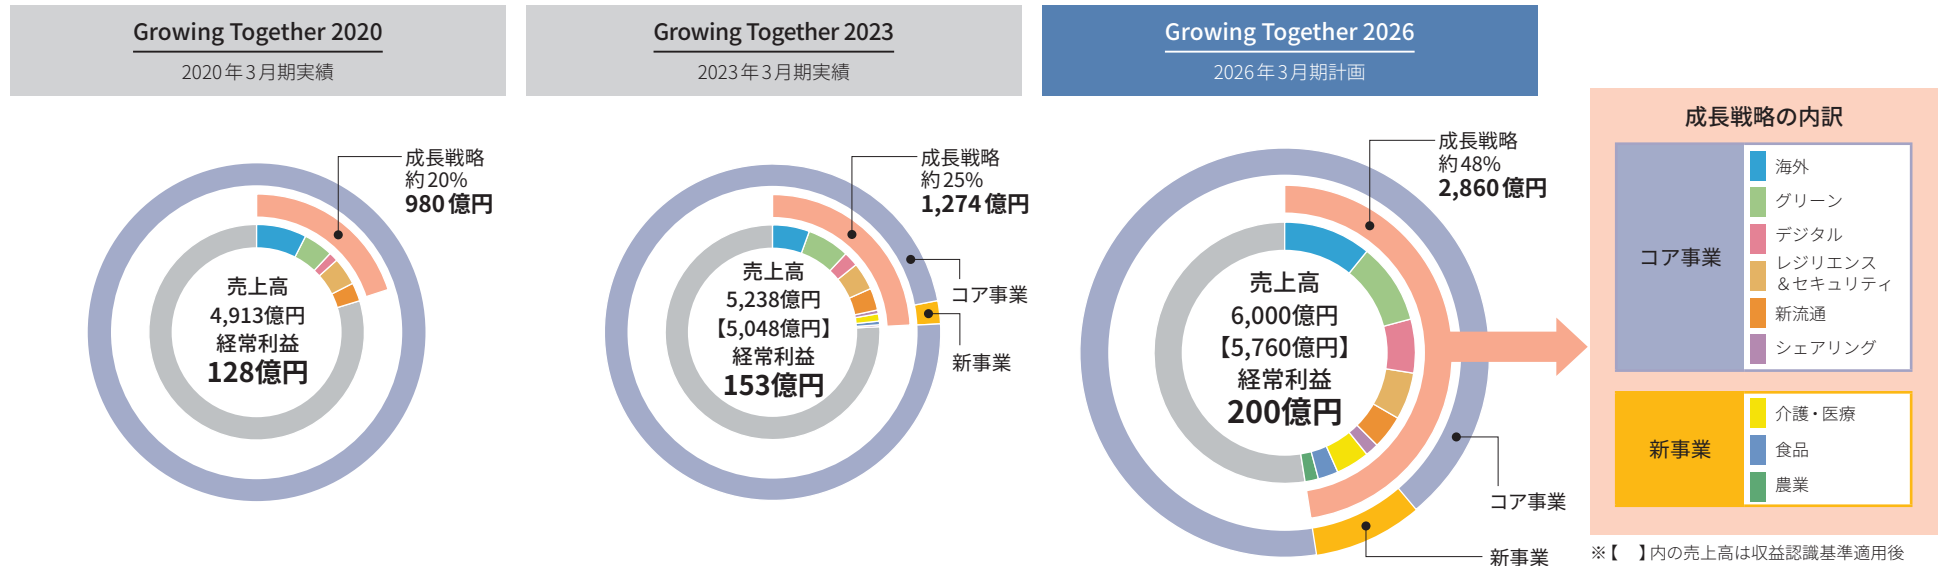 Growing Together 2020
2020年3月期実績
成長戦略
約20%
980億円
売上高
4,913億円
経常利益
128億円
Growing Together 2023
2023年3月期実績
成長戦略
約25%
1,274億円
コア事業
新事業
売上高
5,238億円
【5,048億円】
経常利益
153億円
Growing Together 2026
2026年3月期計画
成長戦略
約48%
2,860億円
売上高
6,000億円
【5,760億円】
経常利益
200億円
コア事業
新事業
成長戦略の内訳
コア事業
海外
グリーン
デジタル
レジリエンス
&セキュリティ
新流通
シェアリング
新事業
介護・医療
食品
農業
※【　】内の売上高は収益認識基準適用後